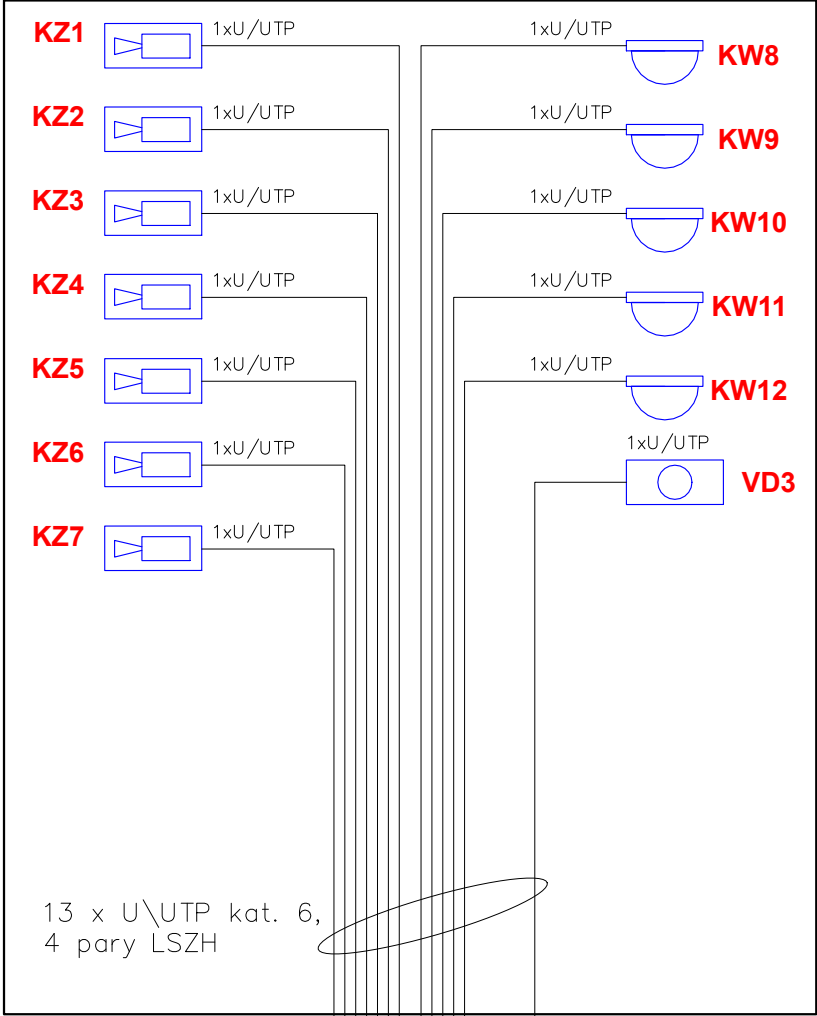 KZ1
1xU/UTP
1xU/UTP
KW8
KZ2
1xU/UTP
1xU/UTP
KW9
KZ3
1xU/UTP
1xU/UTP
KW10
KZ4
1xU/UTP
1xU/UTP
KW11
KZ5
1xU/UTP
1xU/UTP
KW12
KZ6
1xU/UTP
1xU/UTP
VD3
KZ7
1xU/UTP
13 x U\UTP kat. 6,
4 pary LSZH